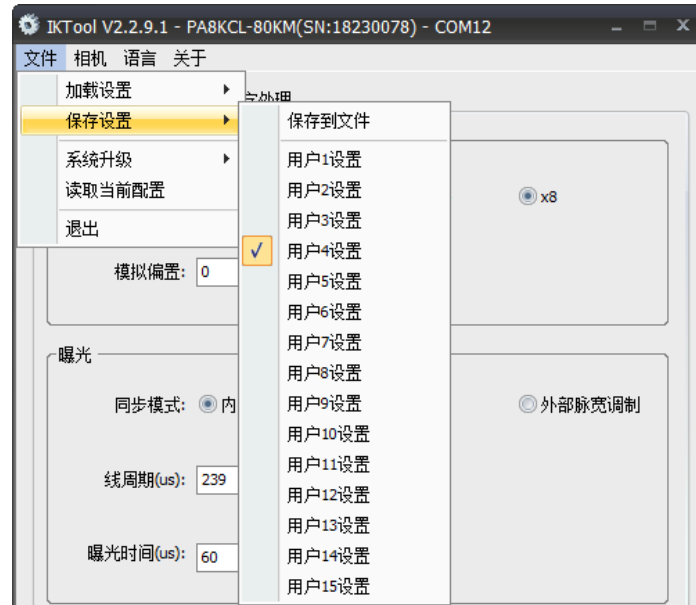 IKTool V2.2.9.1 - PA8KCL-80KM(SN:18230078) - COM12
文件 相机 语言 关于
加载设置
保存设置
系统升级
读取当前配置
退出
保存到文件
用户1设置
用户2设置
用户3设置
用户4设置
用户5设置
用户6设置
用户7设置
用户8设置
用户9设置
用户10设置
用户11设置
用户12设置
用户13设置
用户14设置
用户15设置
x8
模拟偏置: 0
曝光
同步模式: 内
外部脉宽调制
线周期(us): 239
曝光时间(us): 60